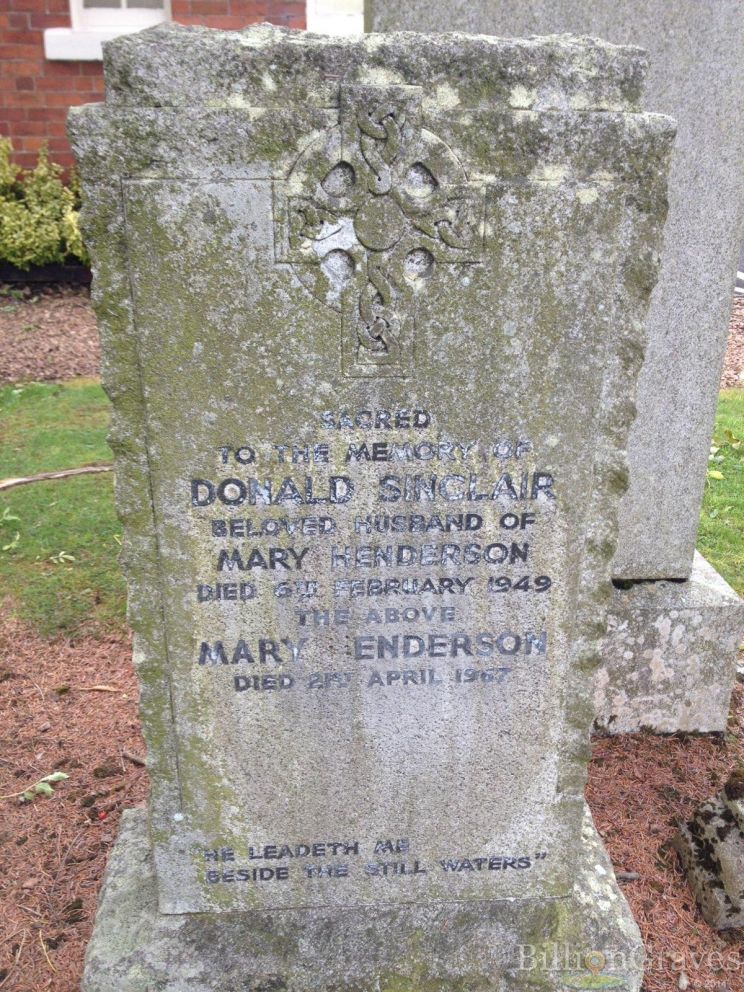 SACRED
TO THE MEMORY OF
DONALD SINCLAIR
BELOVED HUSBAND OF
MARY HENDERSON
DIED 6TH FEBRUARY 1949
THE ABOVE
MARY HENDERSON
DIED 21ST APRIL 1967
"HE LEADETH ME
BESIDE THE STILL WATERS"
BillionGraves
© 2014